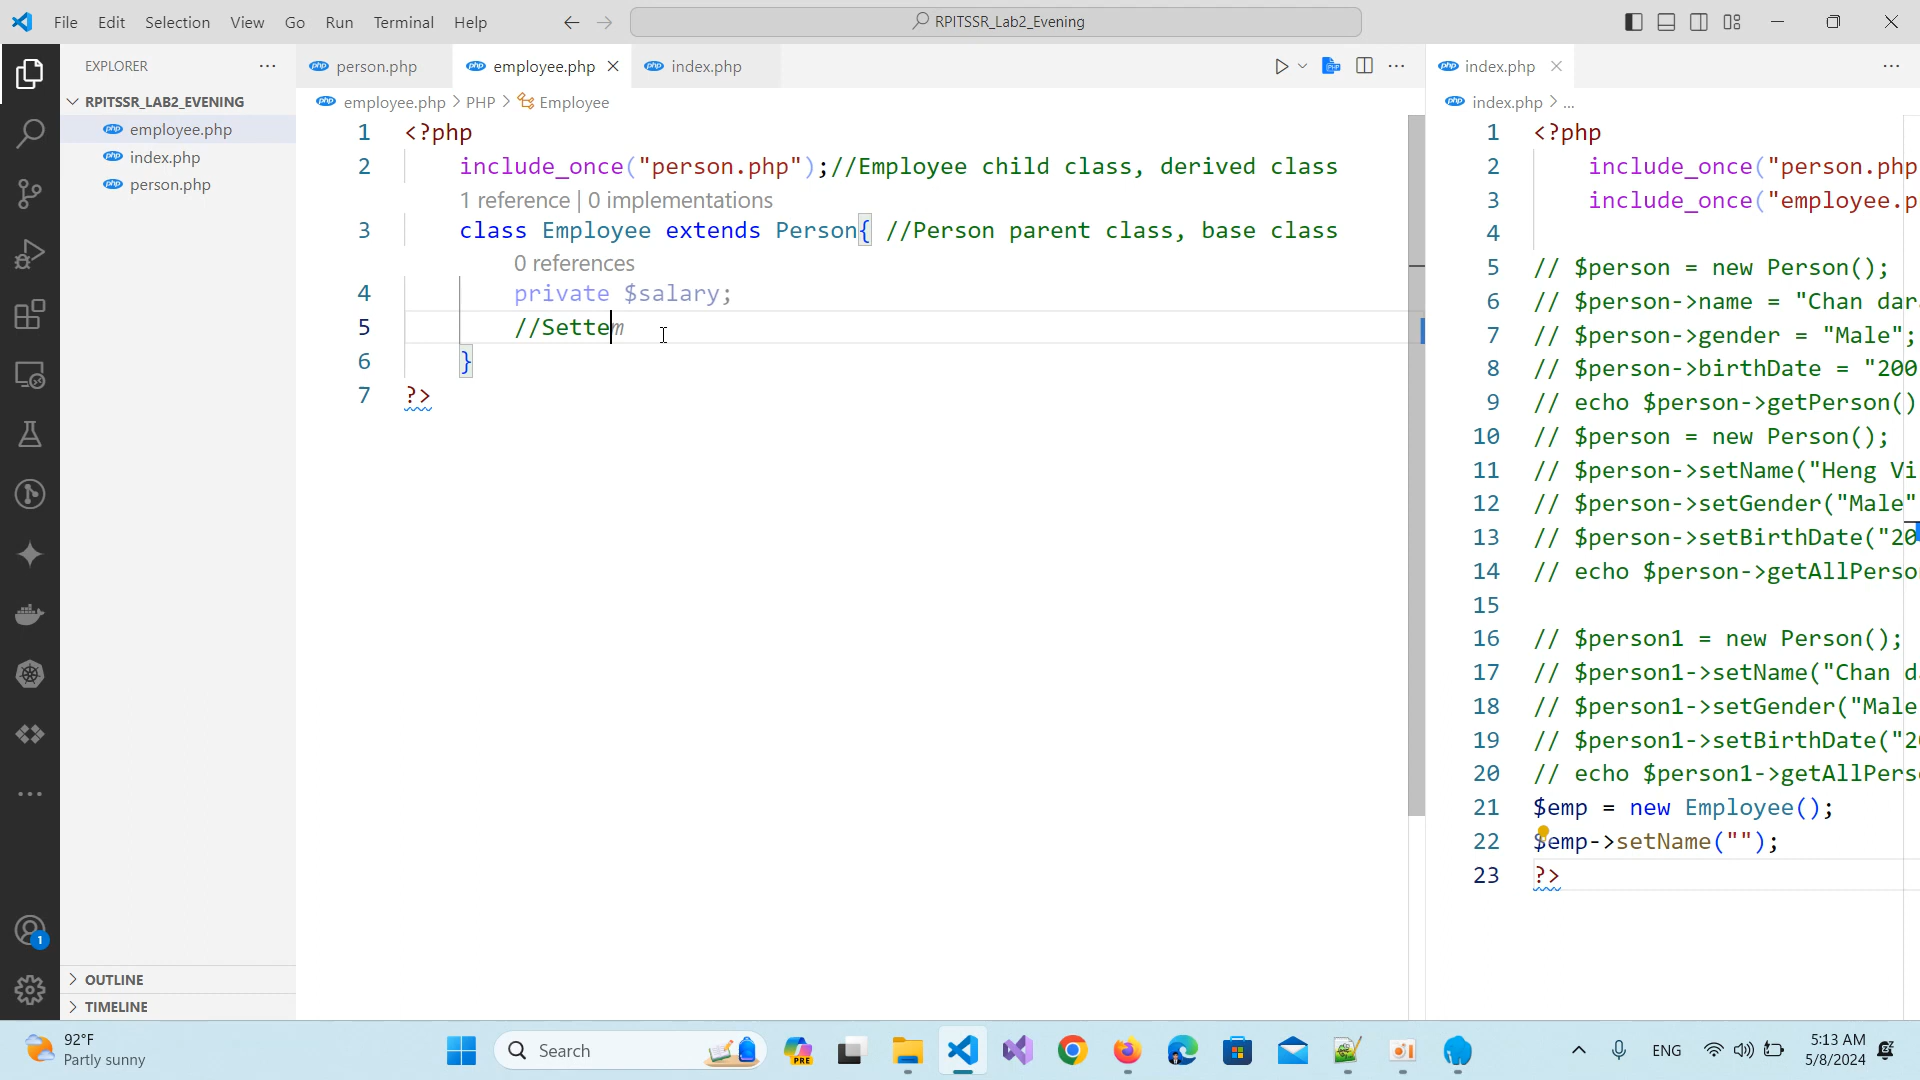 File Edit Selection View Go Run Terminal Help
RPITSSR_Lab2_Evening
EXPLORER
RPITSSR_LAB2_EVENING
employee.php
index.php
person.php
OUTLINE
TIMELINE
person.php
employee.php
index.php
employee.php > PHP > Employee
1 <?php
2 include_once("person.php");//Employee child class, derived class
1 reference | 0 implementations
3 class Employee extends Person{ //Person parent class, base class
0 references
4 private $salary;
5 //Settem
6 }
7 ?>
index.php
index.php > ...
1 <?php
2 include_once("person.php
3 include_once("employee.p
4
5 // $person = new Person();
6 // $person->name = "Chan dar
7 // $person->gender = "Male";
8 // $person->birthDate = "200
9 // echo $person->getPerson()
10 // $person = new Person();
11 // $person->setName("Heng Vi
12 // $person->setGender("Male"
13 // $person->setBirthDate("20
14 // echo $person->getAllPerso
15
16 // $person1 = new Person();
17 // $person1->setName("Chan d
18 // $person1->setGender("Male
19 // $person1->setBirthDate("20
20 // echo $person1->getAllPers
21 $emp = new Employee();
22 $emp->setName("");
23 ?>
1
92°F
Partly sunny
Search
PRE
ENG
5:13 AM
5/8/2024